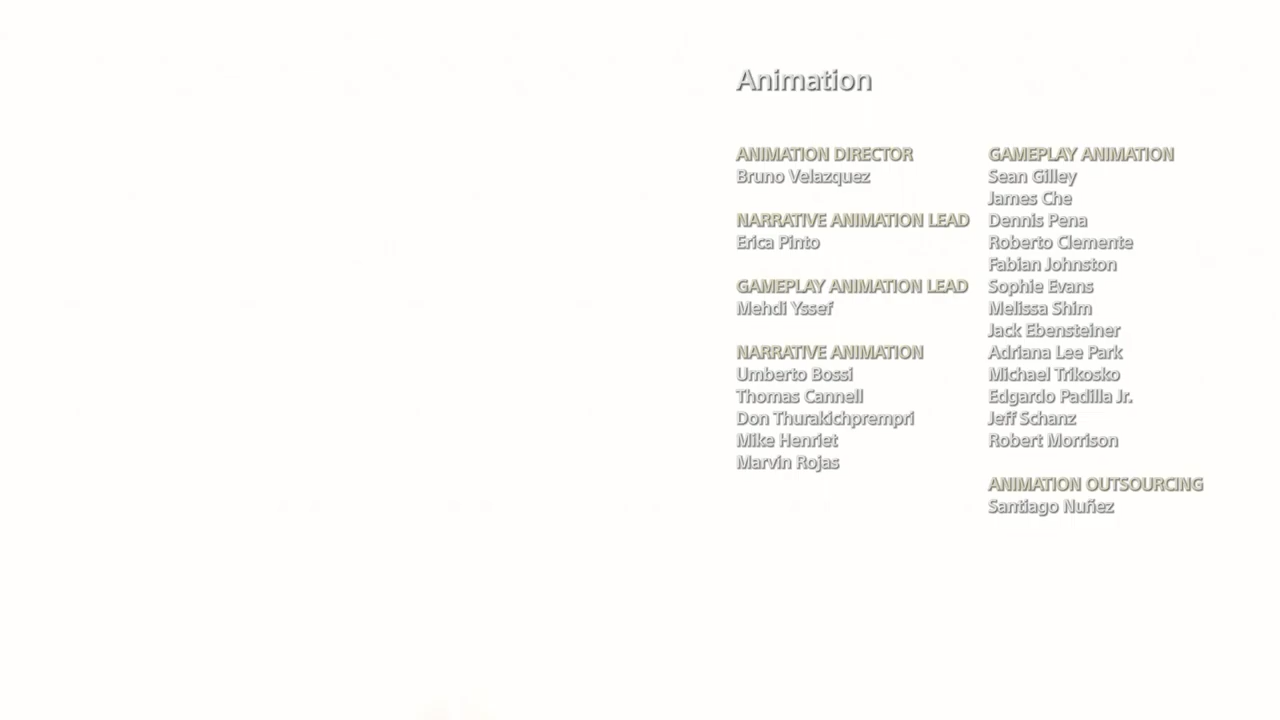 Animation
ANIMATION DIRECTOR
Bruno Velazquez
NARRATIVE ANIMATION LEAD
Erica Pinto
GAMEPLAY ANIMATION LEAD
Mehdi Yssef
NARRATIVE ANIMATION
Umberto Bossi
Thomas Cannell
Don Thurakichprempri
Mike Henriet
Marvin Rojas
GAMEPLAY ANIMATION
Sean Gilley
James Che
Dennis Pena
Roberto Clemente
Fabian Johnston
Sophie Evans
Melissa Shim
Jack Ebensteiner
Adriana Lee Park
Michael Trikosko
Edgardo Padilla Jr.
Jeff Schanz
Robert Morrison
ANIMATION OUTSOURCING
Santiago Nuñez